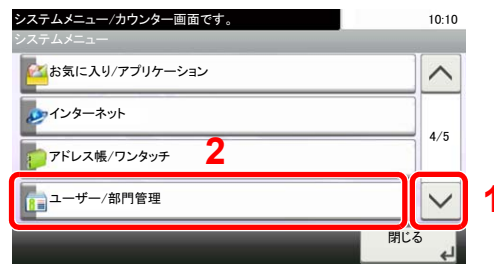 システムメニュー/カウンター画面です。 10:10
システムメニュー
お気に入り/アプリケーション
インターネット
4/5
アドレス帳/ワンタッチ 2
ユーザー/部門管理 1
閉じる